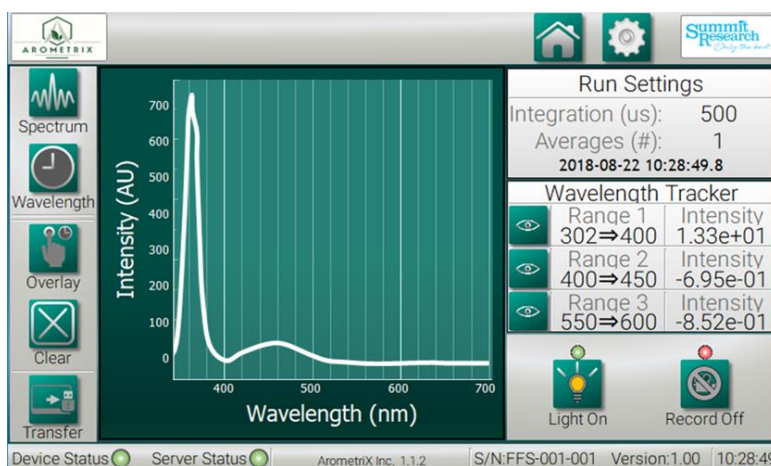 AROMETRIX
Summit
Research
Only the best
Spectrum
Wavelength
Overlay
Clear
Transfer
Intensity (AU)
700
600
500
400
300
200
100
0
400
500
600
700
Wavelength (nm)
Run Settings
Integration (us): 500
Averages (#): 1
2018-08-22 10:28:49.8
Wavelength Tracker
Range 1 Intensity
302⇒400 1.33e+01
Range 2 Intensity
400⇒450 -6.95e-01
Range 3 Intensity
550⇒600 -8.52e-01
Light On Record Off
Device Status Server Status ArometriX Inc. 1.1.2 S/N:FFS-001-001 Version:1.00 10:28:49